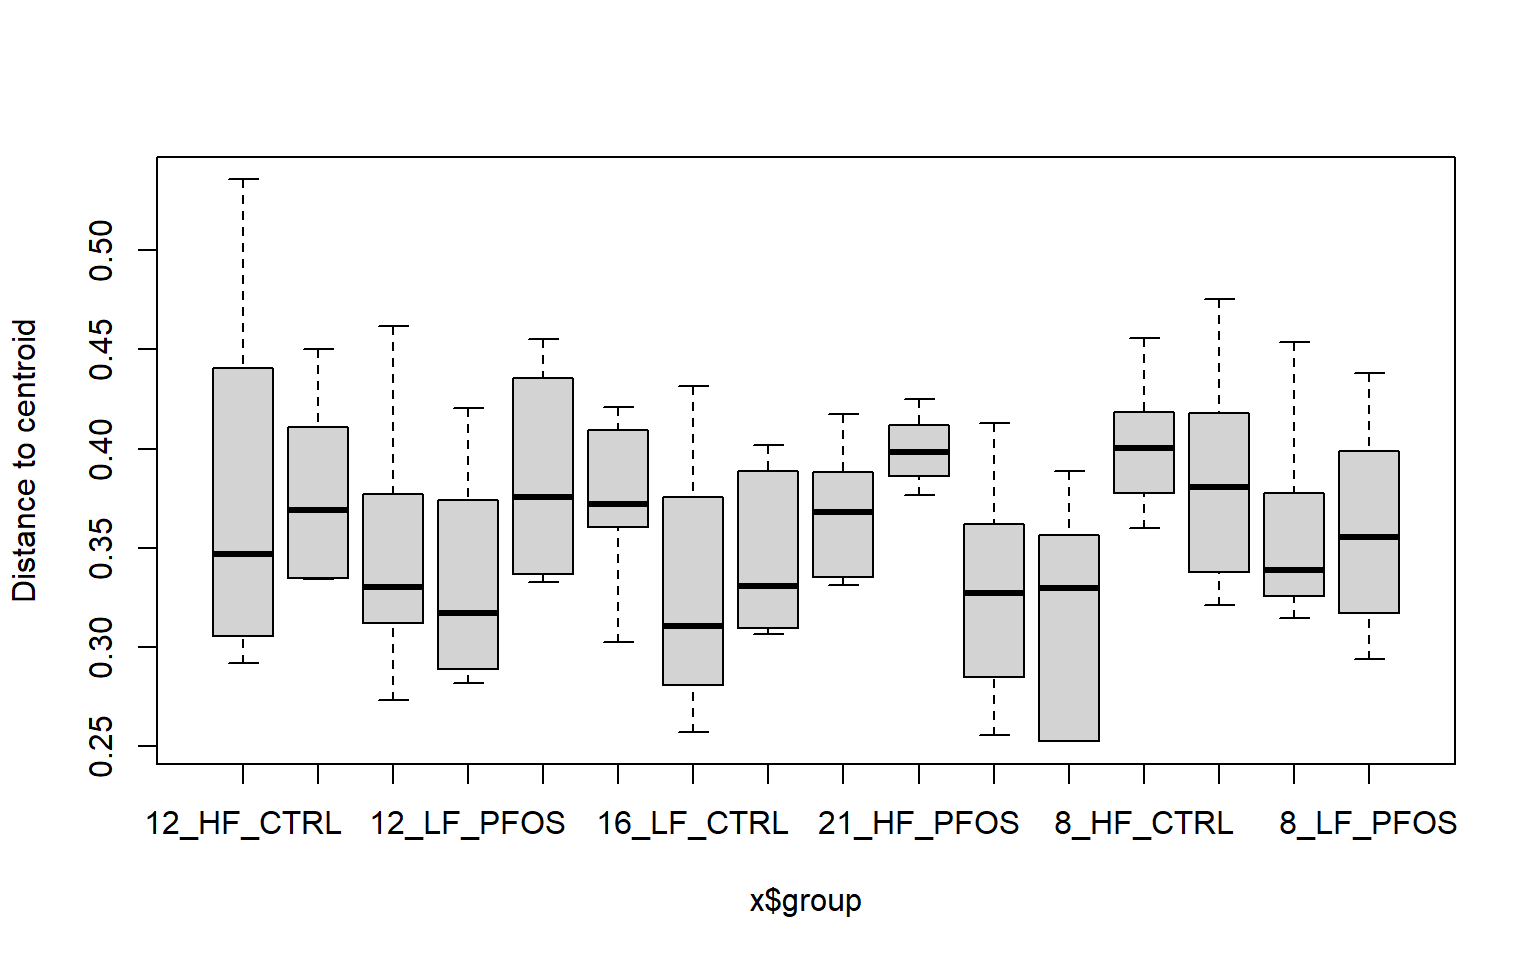 Distance to centroid
0.50
0.45
0.40
0.35
0.30
0.25
12_HF_CTRL 12_LF_PFOS 16_LF_CTRL 21_HF_PFOS 8_HF_CTRL 8_LF_PFOS
x$group